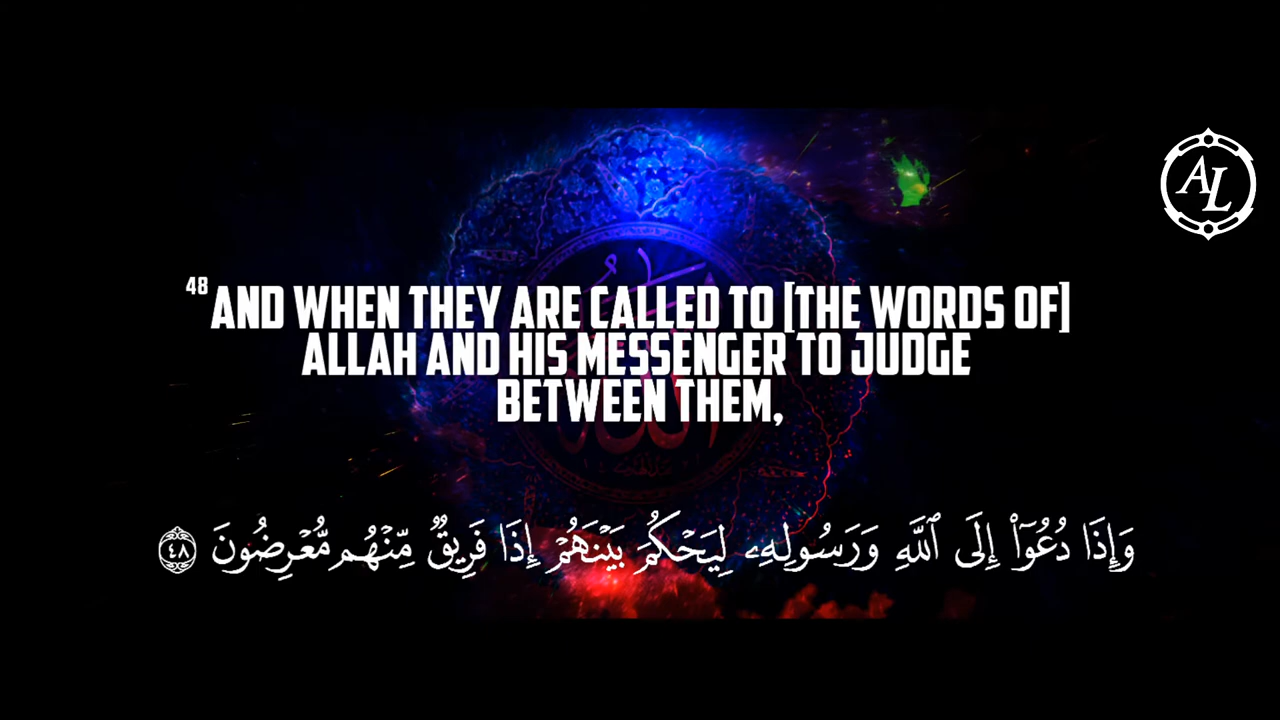 AL
48 AND WHEN THEY ARE CALLED TO [THE WORDS OF]
ALLAH AND HIS MESSENGER TO JUDGE
BETWEEN THEM,
وَإِذَا دُعُوٓا۟ إِلَى ٱللَّهِ وَرَسُولِهِۦ لِيَحْكُمَ بَيْنَهُمْ إِذَا فَرِيقٌ مِّنْهُم مُّعْرِضُونَ ٤٨